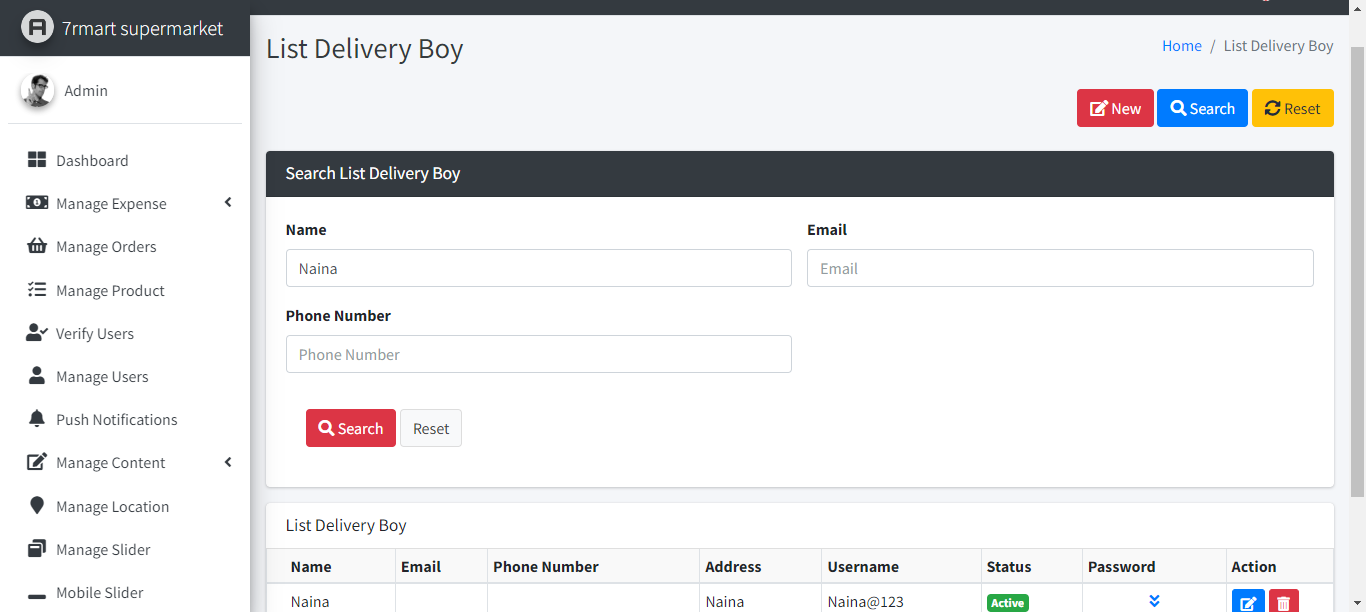 7rmart supermarket
Admin
Dashboard
Manage Expense
Manage Orders
Manage Product
Verify Users
Manage Users
Push Notifications
Manage Content
Manage Location
Manage Slider
Mobile Slider
List Delivery Boy
Home / List Delivery Boy
New Search Reset
Search List Delivery Boy
Name Email
Naina Email
Phone Number
Phone Number
Search Reset
List Delivery Boy
Name Email Phone Number Address Username Status Password Action
Naina Naina Naina@123 Active